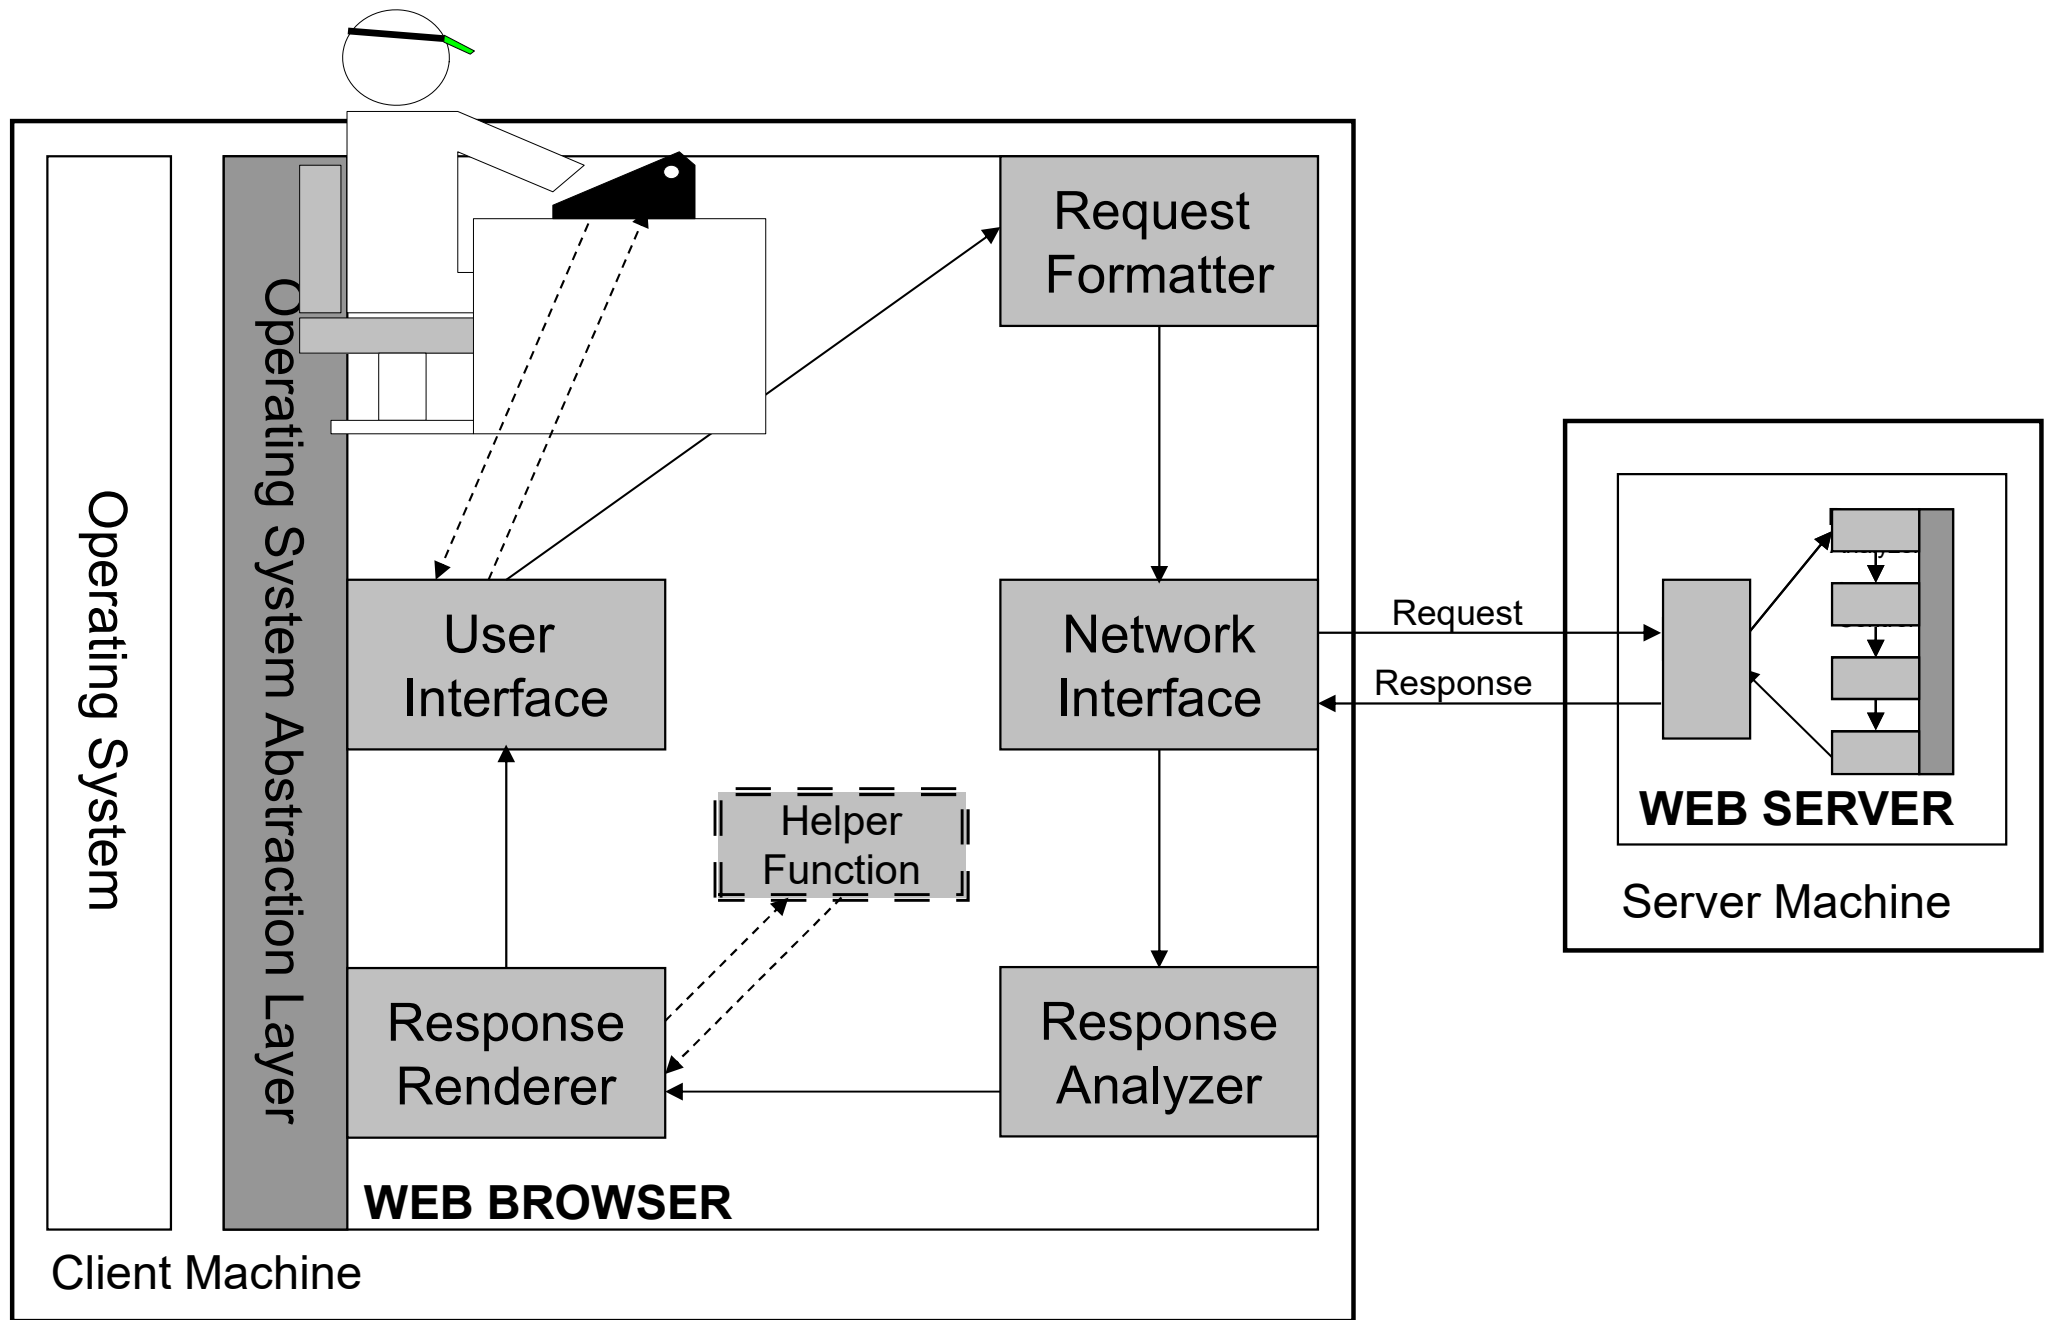 Request
Formatter
Operating System
Operating System Abstraction Layer
User
Interface
Network
Interface
Request
Response
Helper
Function
WEB SERVER
Server Machine
Response
Renderer
Response
Analyzer
WEB BROWSER
Client Machine